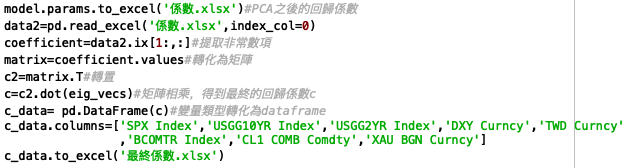 model.params.to_excel('係數.xlsx')#PCA之後的回歸係數
data2=pd.read_excel('係數.xlsx',index_col=0)
coefficient=data2.ix[1:,:]#提取非常數項
matrix=coefficient.values#轉化為矩陣
c2=matrix.T#轉置
c=c2.dot(eig_vecs)#矩陣相乘，得到最終的回歸係數c
c_data= pd.DataFrame(c)#變量類型轉化為dataframe
c_data.columns=['SPX Index','USGG10YR Index','USGG2YR Index','DXY Curncy','TWD Curncy'
,'BCOMTR Index','CL1 COMB Comdty','XAU BGN Curncy']
c_data.to_excel('最終係數.xlsx')